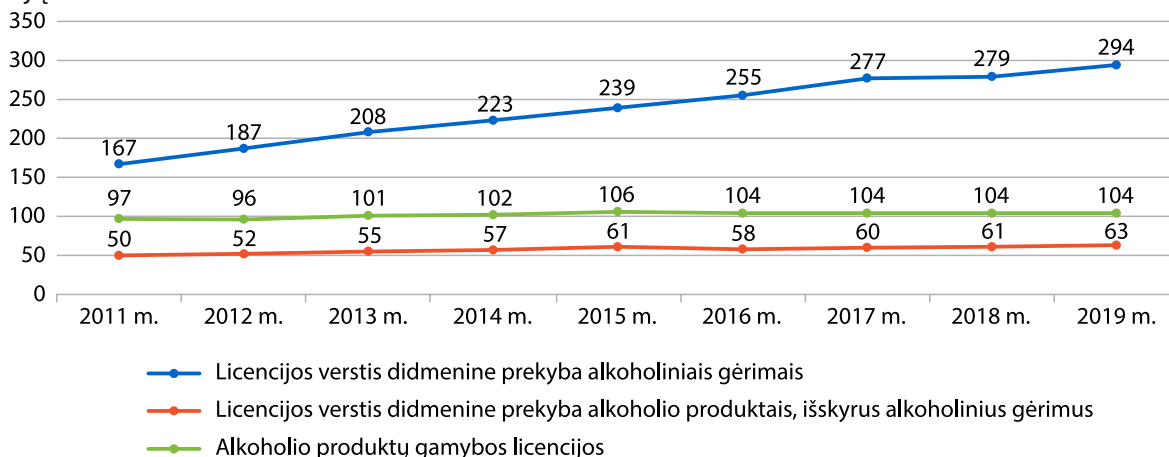 350
300
250
200
150
100
50
0
167 187 208 223 239 255 277 279 294
97 96 101 102 106 104 104 104 104
50 52 55 57 61 58 60 61 63
2011 m. 2012 m. 2013 m. 2014 m. 2015 m. 2016 m. 2017 m. 2018 m. 2019 m.
Licencijos verstis didmenine prekyba alkoholiniais gėrimais
Licencijos verstis didmenine prekyba alkoholio produktais, išskyrus alkoholinius gėrimus
Alkoholio produktų gamybos licencijos